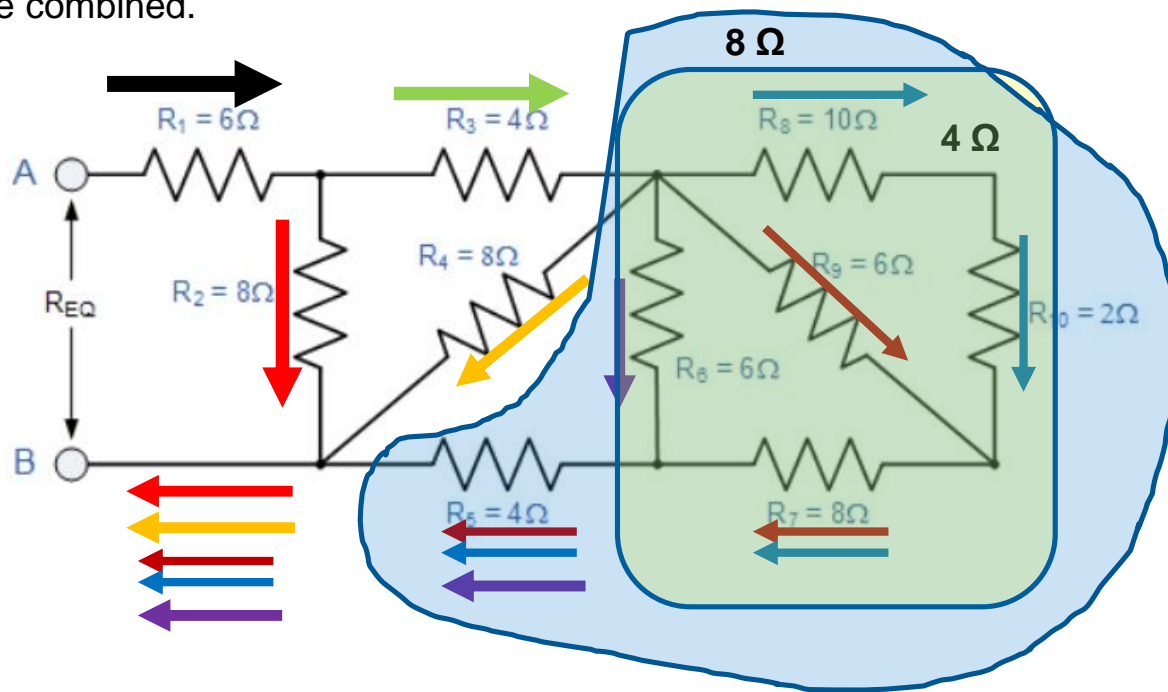 e combined.
8 Ω
R₁ = 6Ω
R₃ = 4Ω
R₈ = 10Ω
4 Ω
A
R₄ = 8Ω
R₉ = 6Ω
R₂ = 8Ω
R_EQ
R₁₀ = 2Ω
R₆ = 6Ω
B
R₅ = 4Ω
R₇ = 8Ω